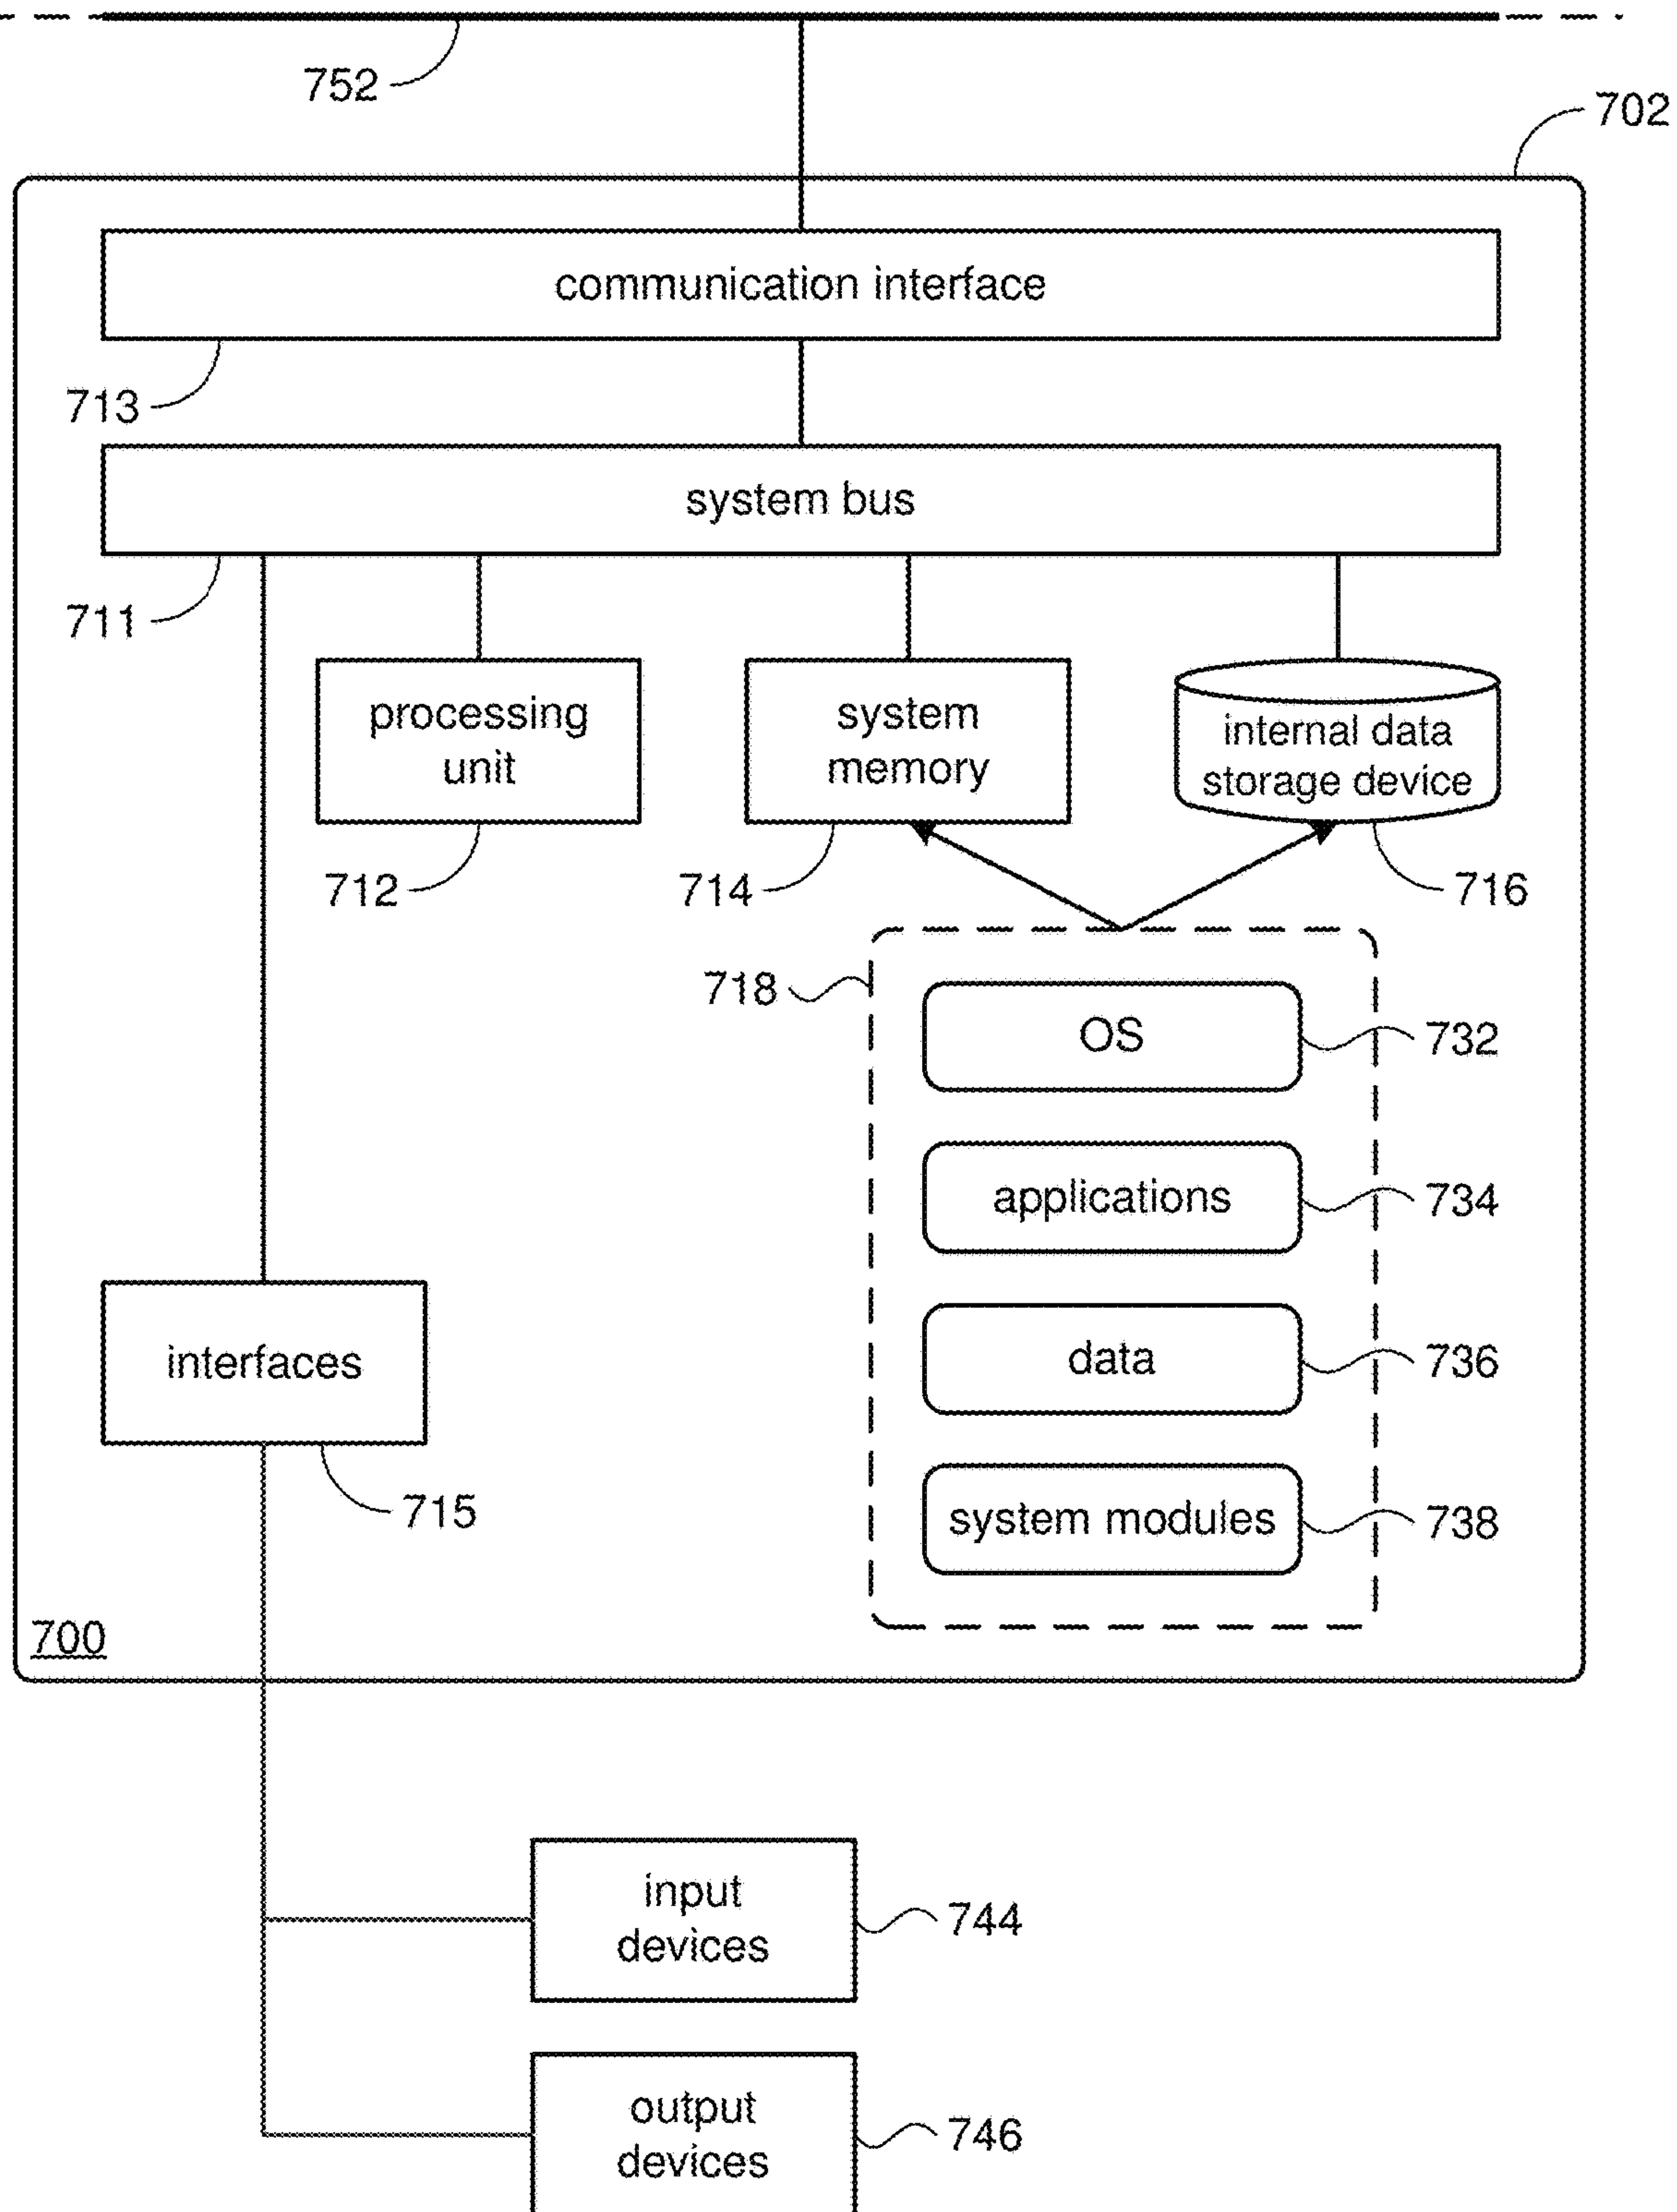 752
702
communication interface
713
system bus
711
processing
unit
system
memory
internal data
storage device
712
714
716
718
OS
732
applications
734
interfaces
data
736
715
system modules
738
700
input
devices
744
output
devices
746